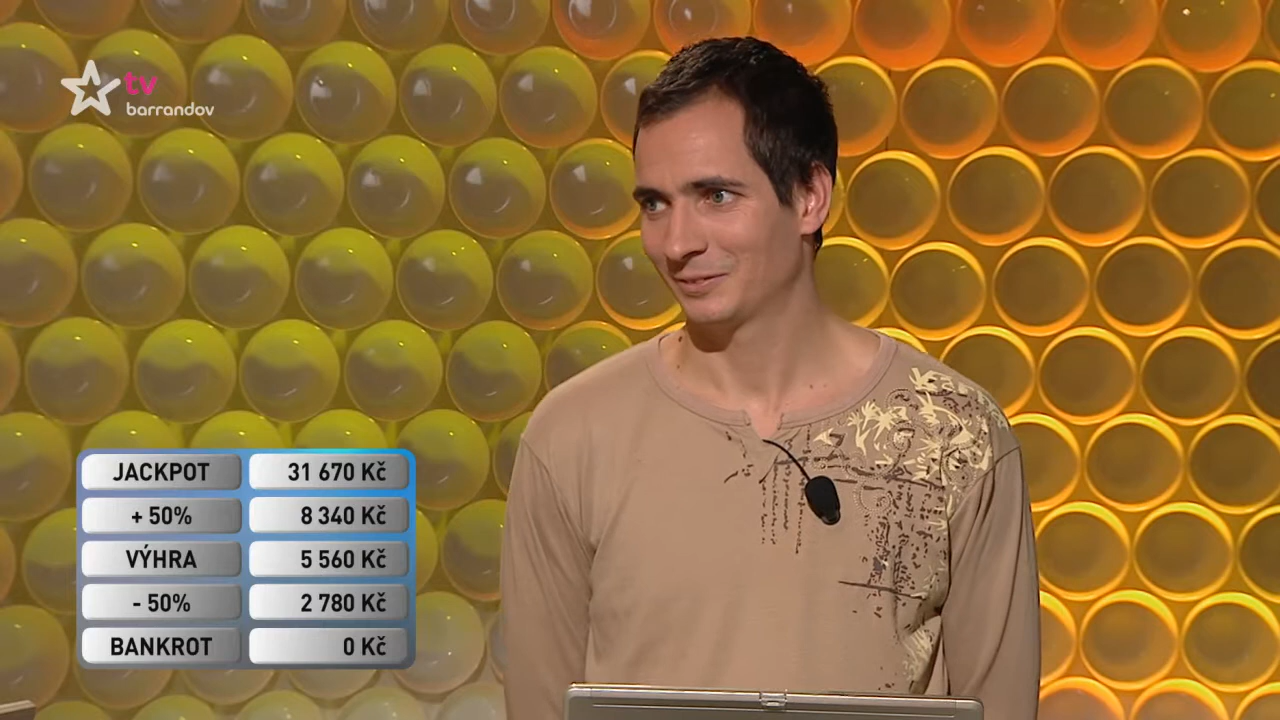 tv
barrandov
JACKPOT 31 670 Kč
+ 50% 8 340 Kč
VÝHRA 5 560 Kč
- 50% 2 780 Kč
BANKROT 0 Kč